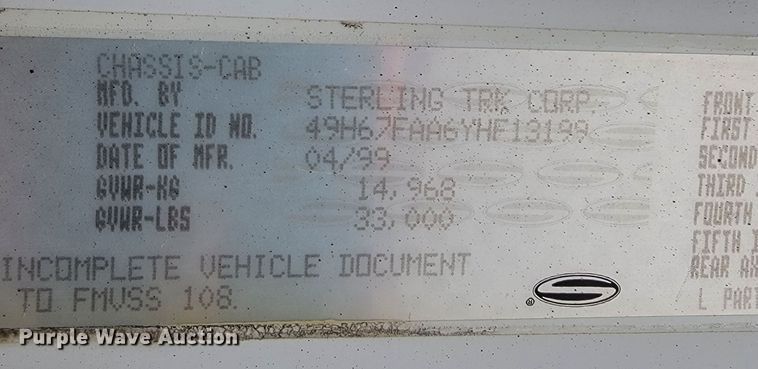 CHASSIS-CAB
MFD. BY STERLING TRK CORP.
VEHICLE ID NO. 49H67FAA6YHF13199
DATE OF MFR. 04/99
GVWR-KG 14,968
GVWR-LBS 33,000
INCOMPLETE VEHICLE DOCUMENT
TO FMVSS 108.
FRONT
FIRST
SECOND
THIRD
FOURTH
FIFTH I
REAR AX
L PART
®
Purple Wave Auction